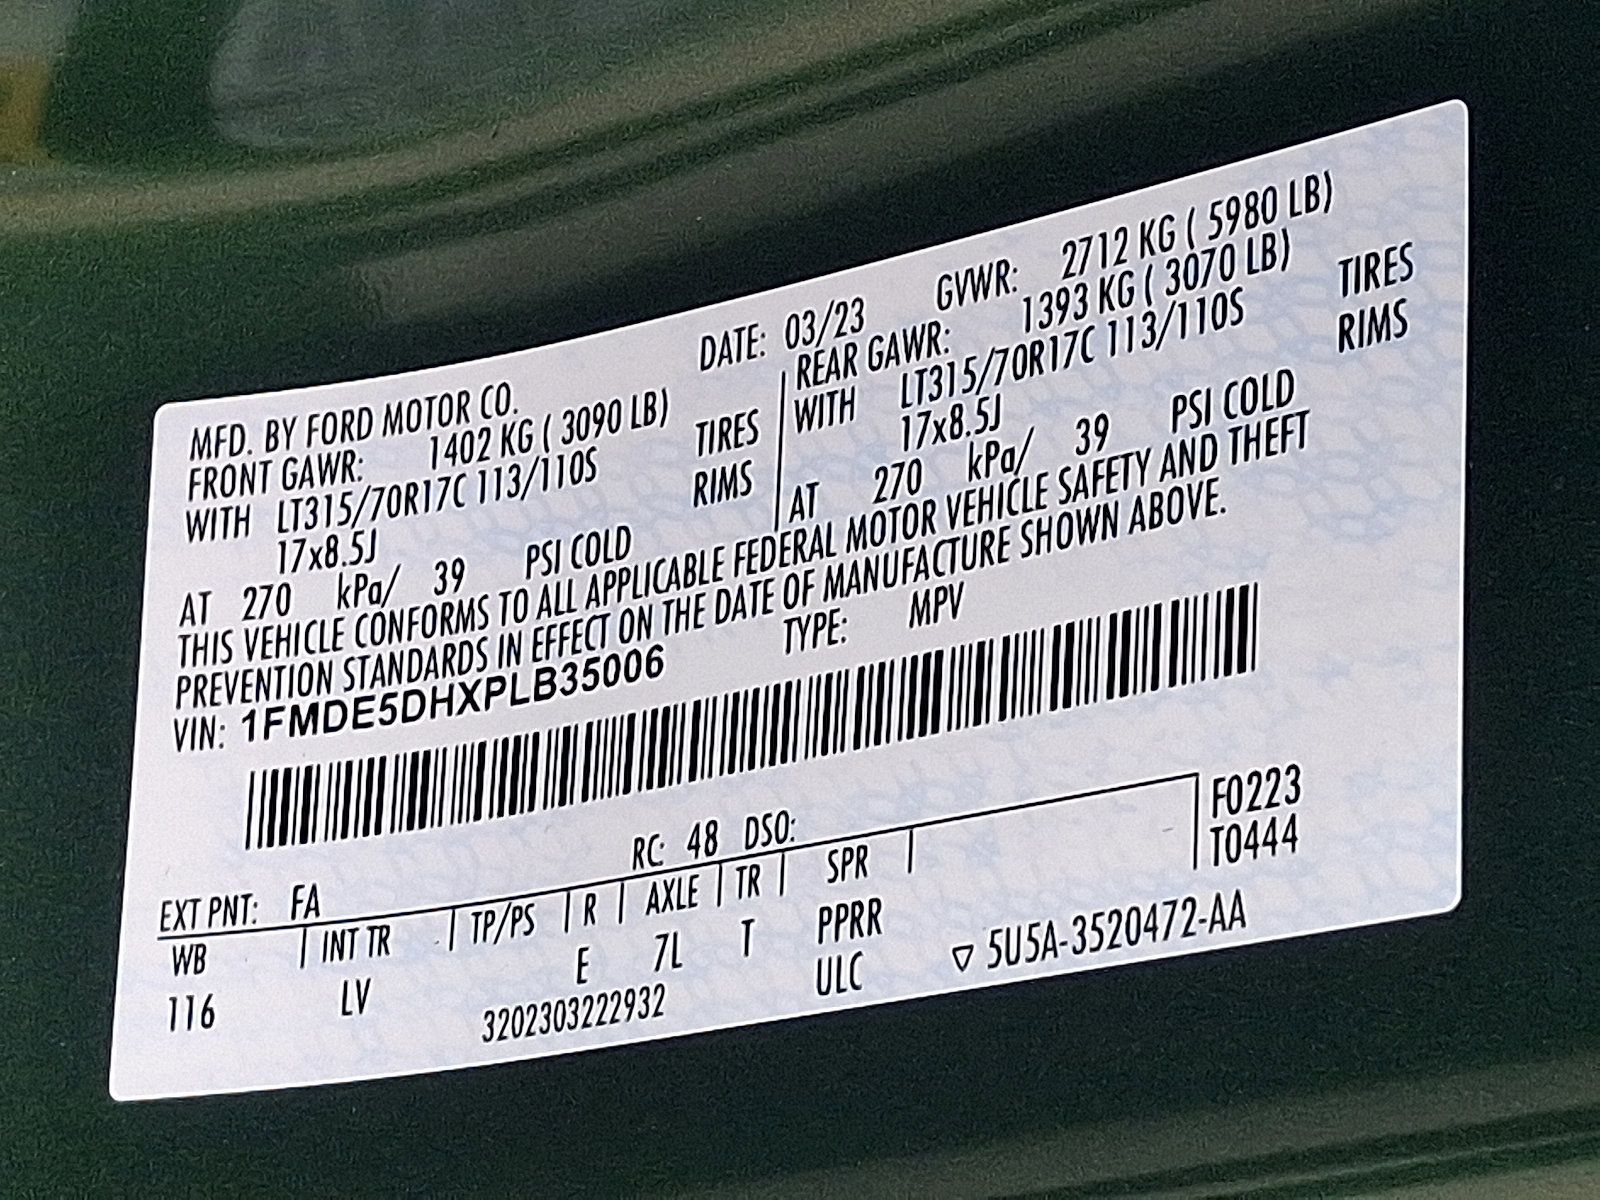 MFD. BY FORD MOTOR CO. DATE: 03/23 GVWR: 2712 KG ( 5980 LB)
FRONT GAWR: 1402 KG ( 3090 LB)
WITH LT315/70R17C 113/110S TIRES
17x8.5J RIMS
AT 270 kPa/ 39 PSI COLD
REAR GAWR: 1393 KG ( 3070 LB)
WITH LT315/70R17C 113/110S TIRES
17x8.5J RIMS
AT 270 kPa/ 39 PSI COLD
THIS VEHICLE CONFORMS TO ALL APPLICABLE FEDERAL MOTOR VEHICLE SAFETY AND THEFT
PREVENTION STANDARDS IN EFFECT ON THE DATE OF MANUFACTURE SHOWN ABOVE.
VIN: 1FMDE5DHXPLB35006 TYPE: MPV
EXT PNT: FA RC: 48 DSO:
WB INT TR TP/PS R AXLE TR SPR F0223
116 LV E 7L T PPRR T0444
3202303222932 ULC ▽ 5U5A-3520472-AA